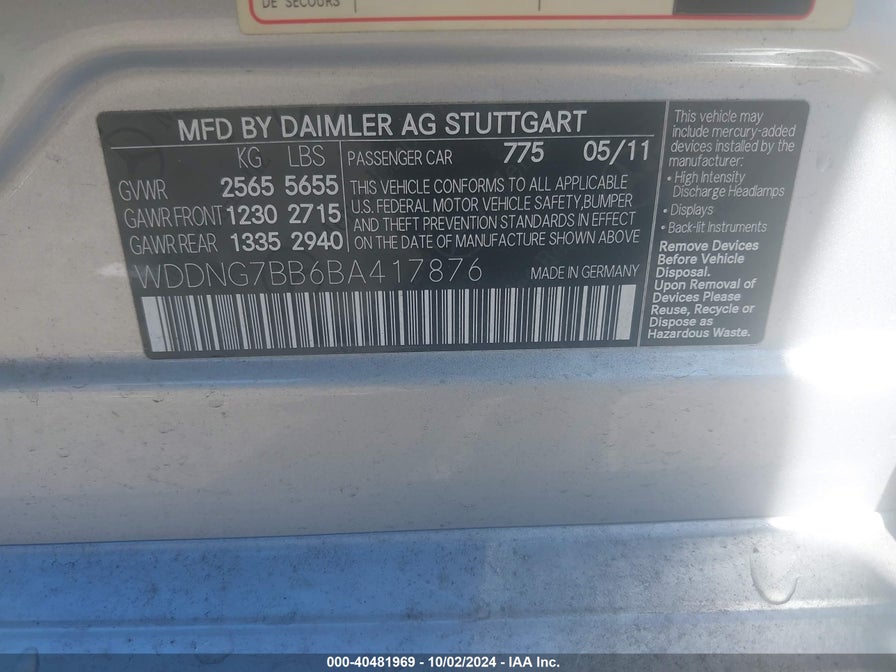 DE SECOURS
MFD BY DAIMLER AG STUTTGART
KG LBS
GVWR 2565 5655
GAWR FRONT 1230 2715
GAWR REAR 1335 2940
PASSENGER CAR 775 05/11
THIS VEHICLE CONFORMS TO ALL APPLICABLE
U.S. FEDERAL MOTOR VEHICLE SAFETY,BUMPER
AND THEFT PREVENTION STANDARDS IN EFFECT
ON THE DATE OF MANUFACTURE SHOWN ABOVE
WDDNG7BB6BA417876 MADE IN GERMANY
This vehicle may
include mercury-added
devices installed by the
manufacturer:
• High Intensity
Discharge Headlamps
• Displays
• Back-lit Instruments
Remove Devices
Before Vehicle
Disposal.
Upon Removal of
Devices Please
Reuse, Recycle or
Dispose as
Hazardous Waste.
000-40481969 - 10/02/2024 - IAA Inc.